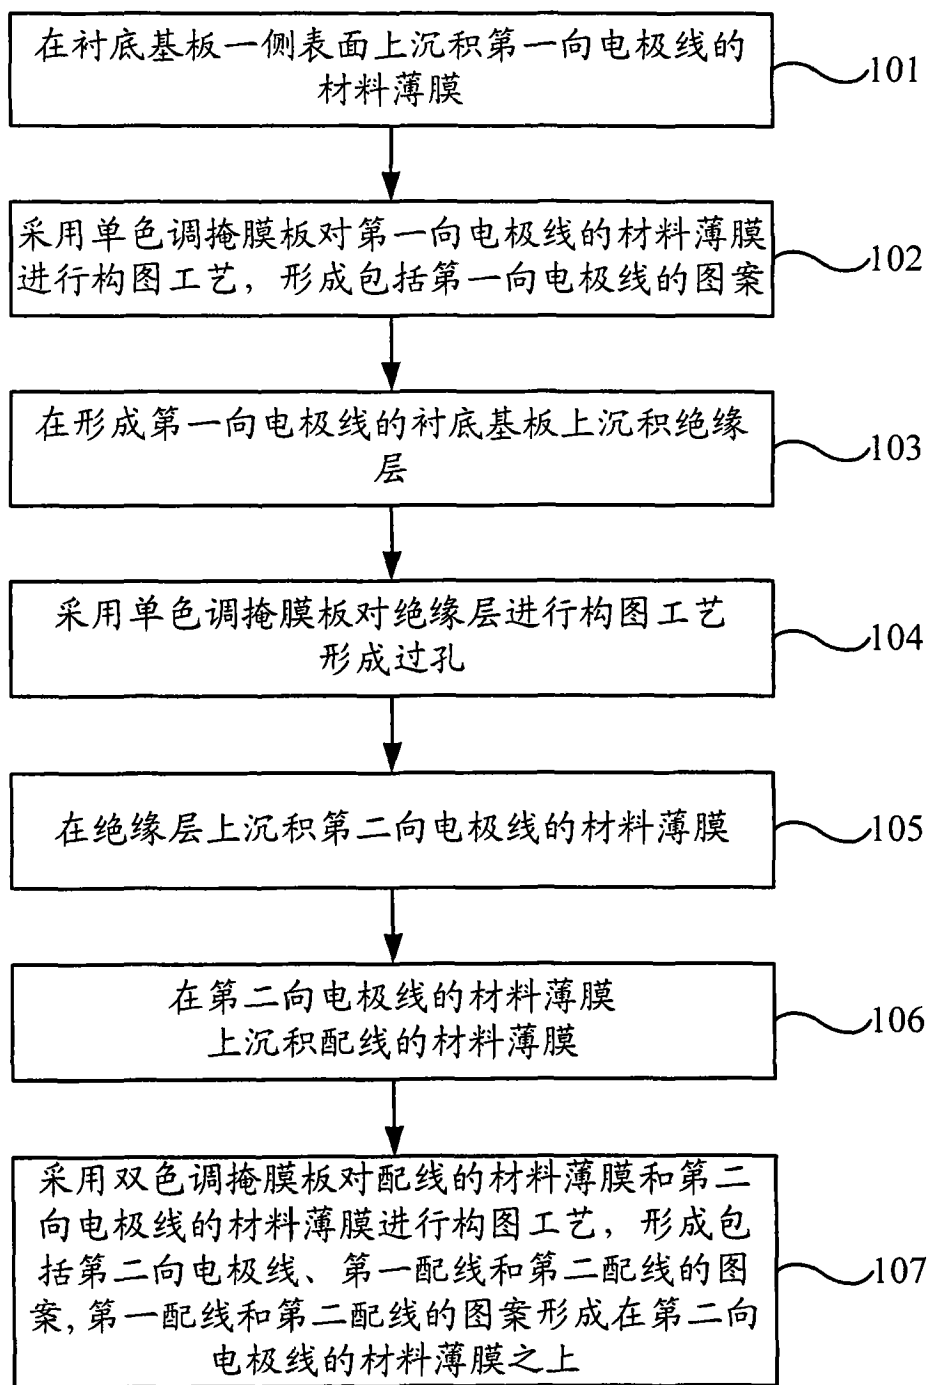 在衬底基板一侧表面上沉积第一向电极线的
材料薄膜
101
采用单色调掩膜板对第一向电极线的材料薄膜
进行构图工艺，形成包括第一向电极线的图案
102
在形成第一向电极线的衬底基板上沉积绝缘
层
103
采用单色调掩膜板对绝缘层进行构图工艺
形成过孔
104
在绝缘层上沉积第二向电极线的材料薄膜
105
在第二向电极线的材料薄膜
上沉积配线的材料薄膜
106
采用双色调掩膜板对配线的材料薄膜和第二
向电极线的材料薄膜进行构图工艺，形成包
括第二向电极线、第一配线和第二配线的图
案,第一配线和第二配线的图案形成在第二向
电极线的材料薄膜之上
107